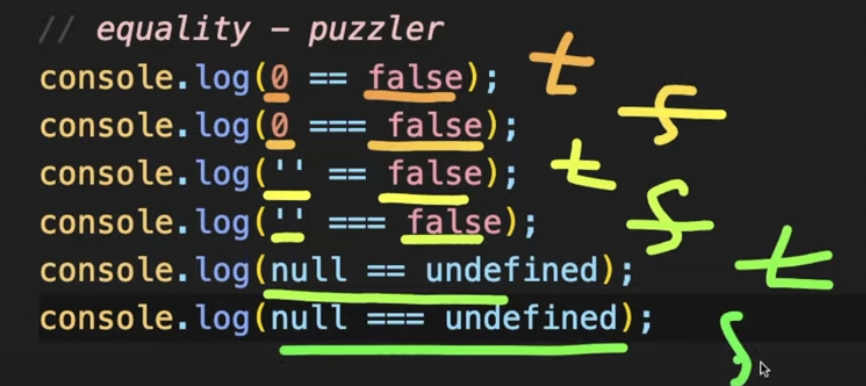 // equality - puzzler
console.log(0 == false); t
console.log(0 === false); f
console.log('' == false); t
console.log('' === false); f
console.log(null == undefined); t
console.log(null === undefined); f